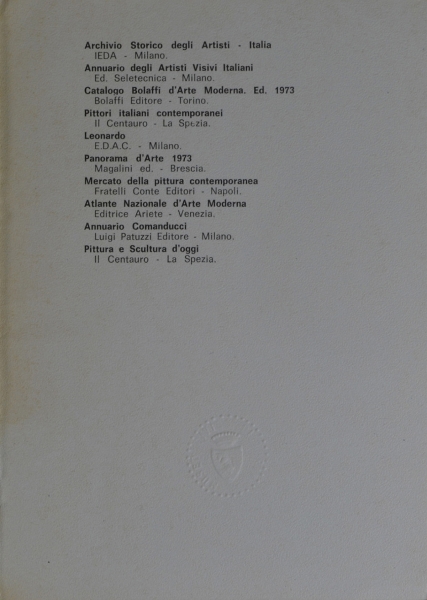 Archivio Storico degli Artisti - Italia
IEDA - Milano.
Annuario degli Artisti Visivi Italiani
Ed. Seletecnica - Milano.
Catalogo Bolaffi d'Arte Moderna. Ed. 1973
Bolaffi Editore - Torino.
Pittori italiani contemporanei
Il Centauro - La Spezia.
Leonardo
E.D.A.C. - Milano.
Panorama d'Arte 1973
Magalini ed. - Brescia.
Mercato della pittura contemporanea
Fratelli Conte Editori - Napoli.
Atlante Nazionale d'Arte Moderna
Editrice Ariete - Venezia.
Annuario Comanducci
Luigi Patuzzi Editore - Milano.
Pittura e Scultura d'oggi
Il Centauro - La Spezia.